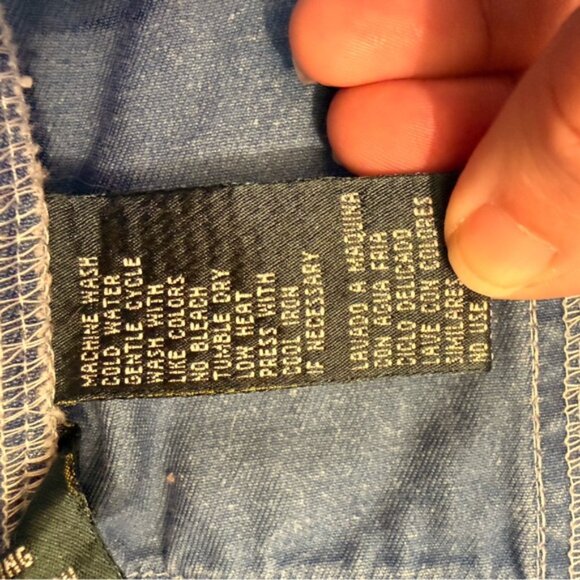 MACHINE WASH
COLD WATER
GENTLE CYCLE
WASH WITH
LIKE COLORS
NO BLEACH
TUMBLE DRY
LOW HEAT
PRESS WITH
COOL IRON
IF NECESSARY
LAVADO A MAQUINA
CON AGUA FRIA
CICLO DELICADO
LAVE CON COLORES
SIMILARES
NO USE